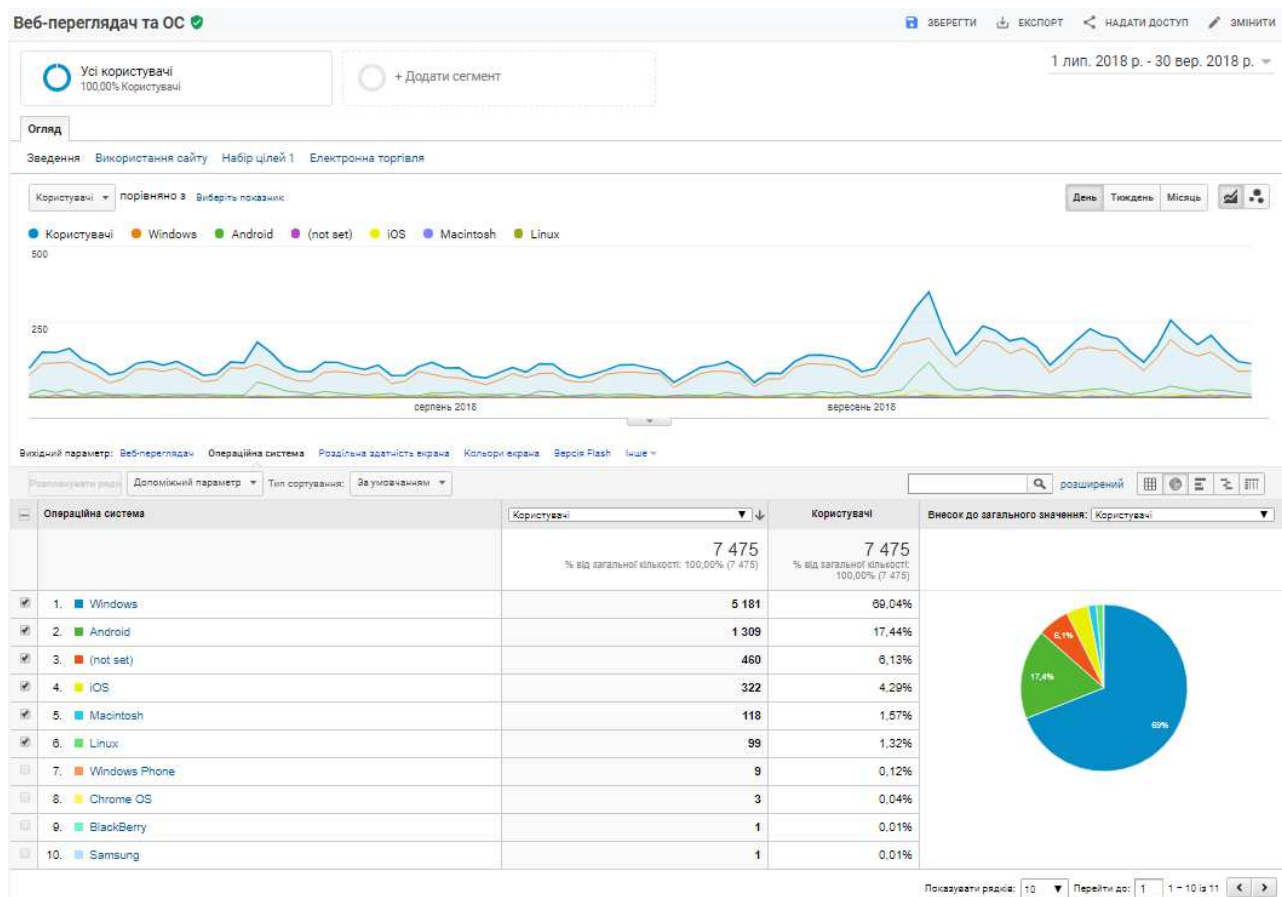 Веб-переглядач та ОС
ЗБЕРЕГТИ ЕКСПОРТ НАДАТИ ДОСТУП ЗМІНИТИ
Усі користувачі
100,00% Користувачі
+ Додати сегмент
1 лип. 2018 р. - 30 вер. 2018 р.
Огляд
Зведення Використання сайту Набір цілей 1 Електронна торгівля
Користувачі порівняно з Виберіть показник
День Тиждень Місяць
Користувачі Windows Android (not set) iOS Macintosh Linux
500
250
серпень 2018 вересень 2018
Вихідний параметр: Веб-переглядач Операційна система Роздільна здатність екрана Кольори екрана Версія Flash Інше
Розпланувати ряди Допоміжний параметр Тип сортування: За умовчанням
розширений
Операційна система Користувачі Користувачі Внесок до загального значення: Користувачі
7 475 7 475
% від загальної кількості: 100,00% (7 475) % від загальної кількості:
100,00% (7 475)
1. Windows 5 181 69,04%
2. Android 1 309 17,44%
3. (not set) 460 6,13%
4. iOS 322 4,29%
5. Macintosh 118 1,57%
6. Linux 99 1,32%
7. Windows Phone 9 0,12%
8. Chrome OS 3 0,04%
9. BlackBerry 1 0,01%
10. Samsung 1 0,01%
6,1%
17,4%
69%
Показувати рядків: 10 Перейти до: 1 1 – 10 із 11